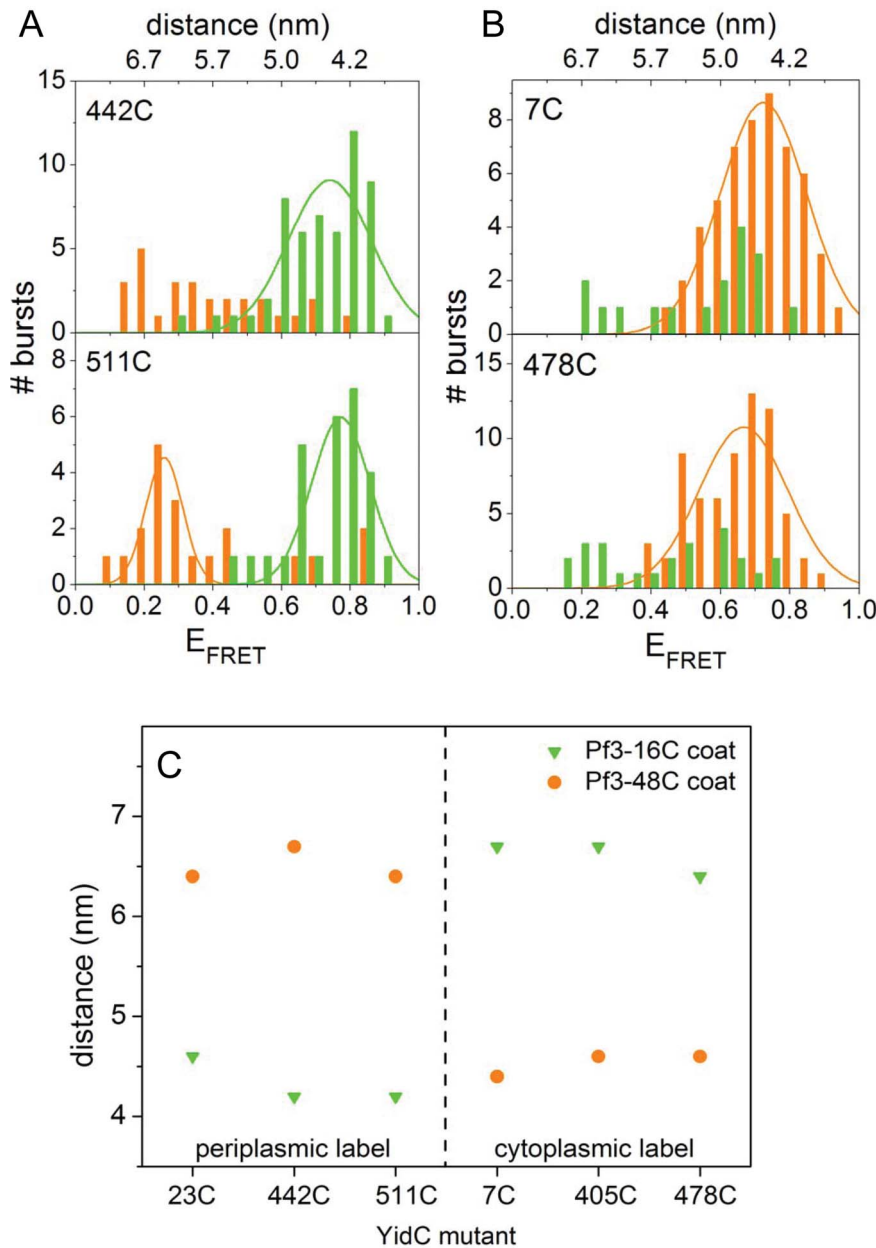 A
distance (nm)
6.7 5.7 5.0 4.2
442C
15
10
5
0
511C
8
6
4
2
0
# bursts
0.0 0.2 0.4 0.6 0.8 1.0
E_FRET
B
distance (nm)
6.7 5.7 5.0 4.2
7C
8
6
4
2
0
478C
15
10
5
0
# bursts
0.0 0.2 0.4 0.6 0.8 1.0
E_FRET
C
Pf3-16C coat
Pf3-48C coat
7
6
5
4
distance (nm)
periplasmic label
cytoplasmic label
23C 442C 511C 7C 405C 478C
YidC mutant